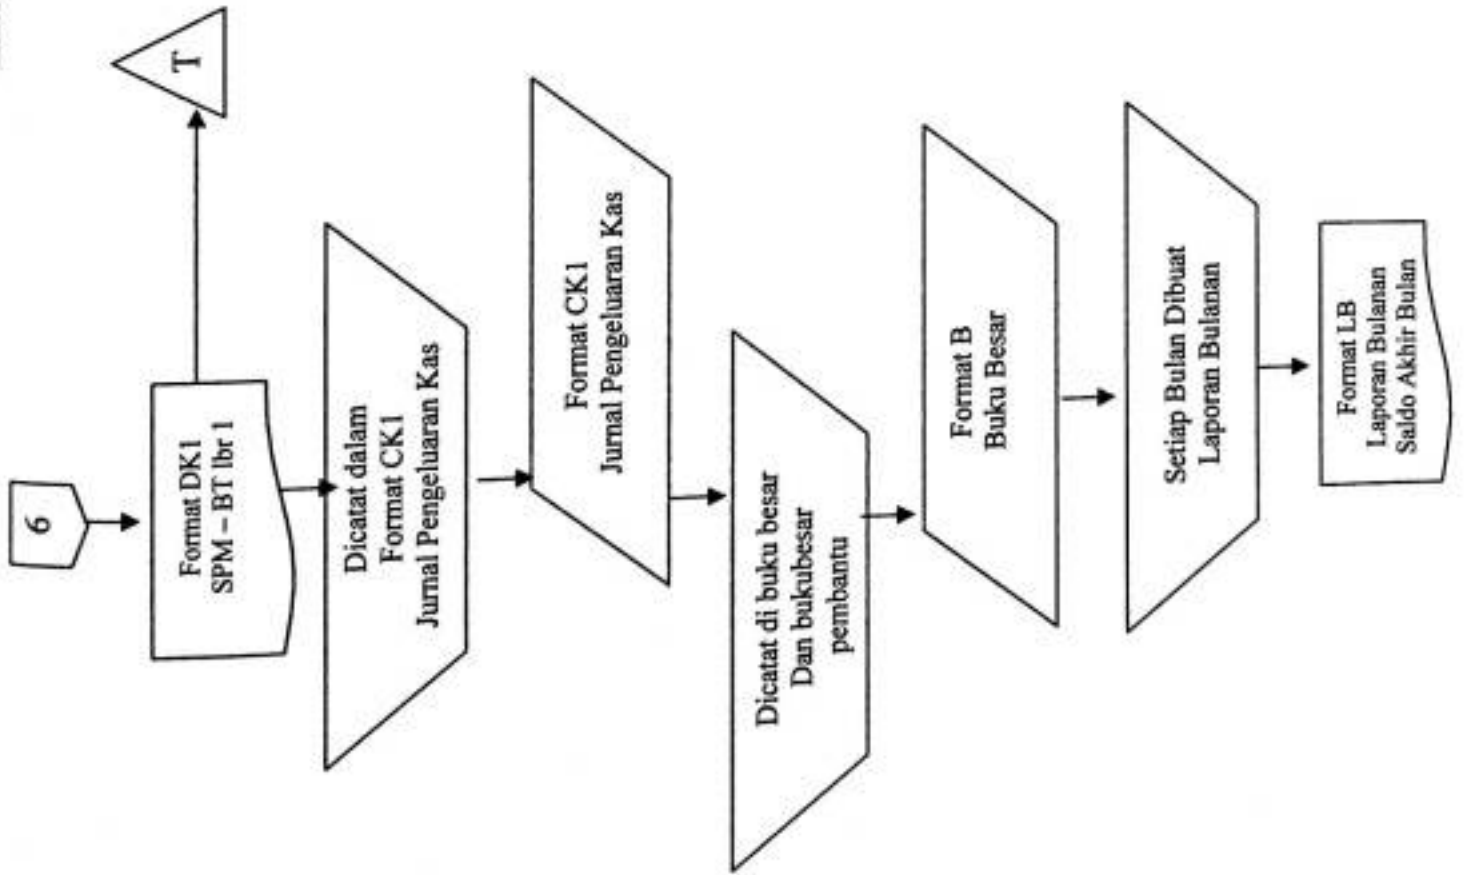 6
Format DK1
SPM – BT lbr 1
T
Dicatat dalam
Format CK1
Jurnal Pengeluaran Kas
Format CK1
Jurnal Pengeluaran Kas
Dicatat di buku besar
Dan bukubesar
pembantu
Format B
Buku Besar
Setiap Bulan Dibuat
Laporan Bulanan
Format LB
Laporan Bulanan
Saldo Akhir Bulan